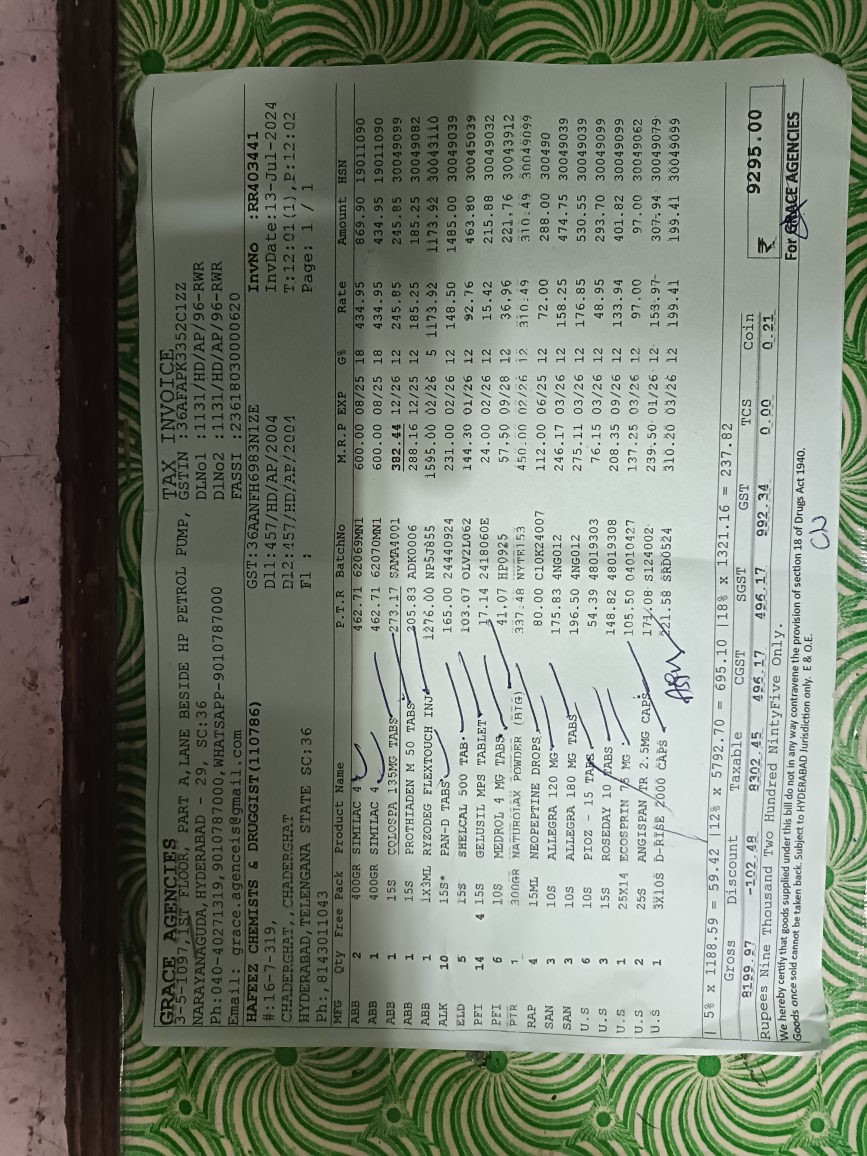 GRACE AGENCIES TAX INVOICE
3-5-1097,1ST FLOOR, PART A,LANE BESIDE HP PETROL PUMP, GSTIN :36AFAPK3352C1ZZ
NARAYANAGUDA,HYDERABAD - 29, SC:36 DLNo1 :1131/HD/AP/96-RWR
Ph:040-40271319,9010787000,WHATSAPP-9010787000 DlNo2 :1131/HD/AP/96-RWR
Email: grace.agenceis@gmail.com FASSI :23618030000620
HAFEEZ CHEMISTS & DRUGGIST(110786) GST:36AANFH6983N1ZE InvNo :RR403441
#:16-7-319, D11:457/HD/AP/2004 InvDate:13-Jul-2024
CHADERGHAT,,CHADERGHAT D12:457/HD/AP/2004 T:12:01(1),P:12:02
HYDERABAD,TELENGANA STATE SC:36 Fl : Page: 1 / 1
Ph:,8143011043
MFG Qty Free Pack Product Name P.T.R BatchNo M.R.P EXP G% Rate Amount HSN
ABB 2 400GR SIMILAC 4 462.71 62069MN1 600.00 08/25 18 434.95 869.90 19011090
ABB 1 400GR SIMILAC 4 462.71 62070MN1 600.00 08/25 18 434.95 434.95 19011090
ABB 1 15S COLOSPA 135MG TABS 273.17 SAMA4001 382.44 12/26 12 245.85 245.85 30049099
ABB 1 15S PROTHIADEN M 50 TABS 205.83 ADK0006 288.16 12/25 12 185.25 185.25 30049082
ABB 1 1X3ML RYZODEG FLEXTOUCH INJ 1276.00 NP5J855 1595.00 02/26 5 1173.92 1173.92 30043110
ALK 10 15S* PAN-D TABS 165.00 24440924 231.00 02/26 12 148.50 1485.00 30049039
ELD 5 15S SHELCAL 500 TAB. 103.07 OLV2L062 144.30 01/26 12 92.76 463.80 30045039
PFI 14 4 15S GELUSIL MPS TABLET 17.14 2418060E 24.00 02/26 12 15.42 215.88 30049032
PFI 6 10S MEDROL 4 MG TABS 41.07 HP0925 57.50 09/28 12 36.96 221.76 30043912
PTR 1 300GR NATUROLAX POWDER (BTG) 337.48 NYTE153 450.00 02/26 12 310.49 310.49 30049099
RAP 4 15ML NEOPEPTINE DROPS 80.00 C10K24007 112.00 06/25 12 72.00 288.00 300490
SAN 3 10S ALLEGRA 120 MG 175.83 4NG012 246.17 03/26 12 158.25 474.75 30049039
SAN 3 10S ALLEGRA 180 MG TABS 196.50 4NG012 275.11 03/26 12 176.85 530.55 30049039
U.S 6 10S PIOZ - 15 TABS 54.39 48019303 76.15 03/26 12 48.95 293.70 30049099
U.S 3 15S ROSEDAY 10 TABS 148.82 48019308 208.35 09/26 12 133.94 401.82 30049099
U.S 1 25X14 ECOSPRIN 75 MG 105.50 04010427 137.25 03/26 12 97.00 97.00 30049062
U.S 2 25S ANGISPAN TR 2.5MG CAPS 171.08 S124002 239.50 01/26 12 153.97 307.94 30049079
U.S 1 3X10S D-RISE 2000 CAPS 221.58 SRD0524 310.20 03/26 12 199.41 199.41 30049099
| 5% x 1188.59 = 59.42 |12% x 5792.70 = 695.10 |18% x 1321.16 = 237.82
Gross Discount Taxable CGST SGST GST TCS Coin
8199.97 -102.48 8302.45 496.17 496.17 992.34 0.00 0.21 ₹ 9295.00
Rupees Nine Thousand Two Hundred NintyFive Only.
We hereby certify that goods supplied under this bill do not in any way contravene the provision of section 18 of Drugs Act 1940. For GRACE AGENCIES
Goods once sold cannot be taken back. Subject to HYDERABAD Jurisdiction only. E & O.E.